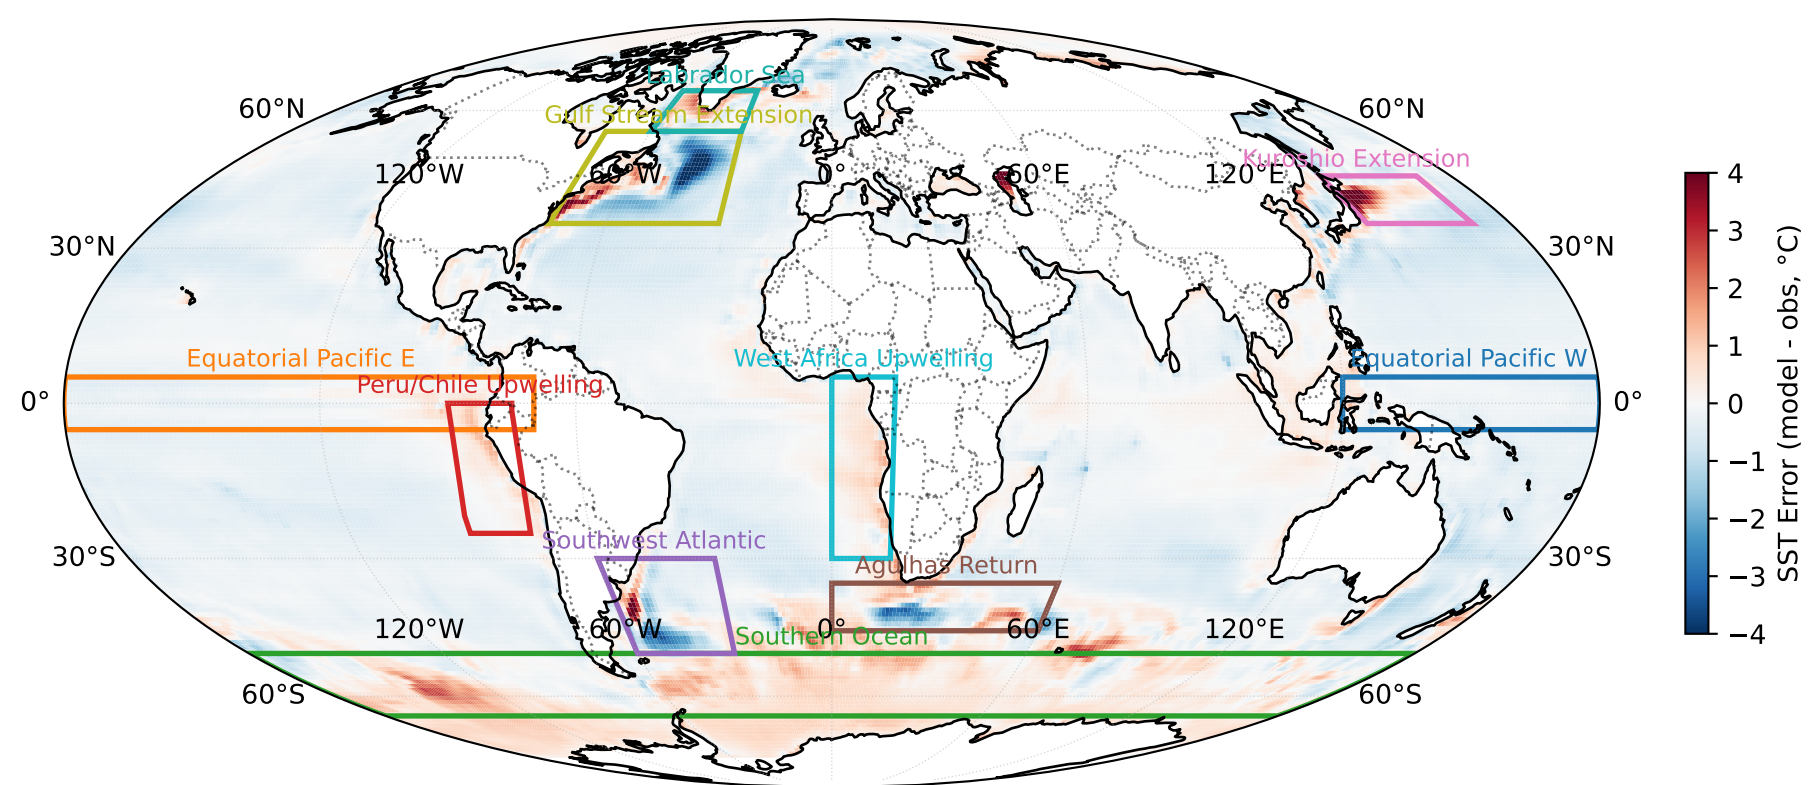 Labrador Sea
60°N
60°N
Gulf Stream Extension
Kuroshio Extension
120°W
60°W
0°
60°E
120°E
30°N
30°N
Equatorial Pacific E
West Africa Upwelling
Equatorial Pacific W
Peru/Chile Upwelling
0°
0°
Southwest Atlantic
30°S
30°S
Agulhas Return
120°W
60°W
0°
60°E
120°E
Southern Ocean
60°S
60°S
4
3
2
1
0
−1
−2
−3
−4
SST Error (model - obs, °C)